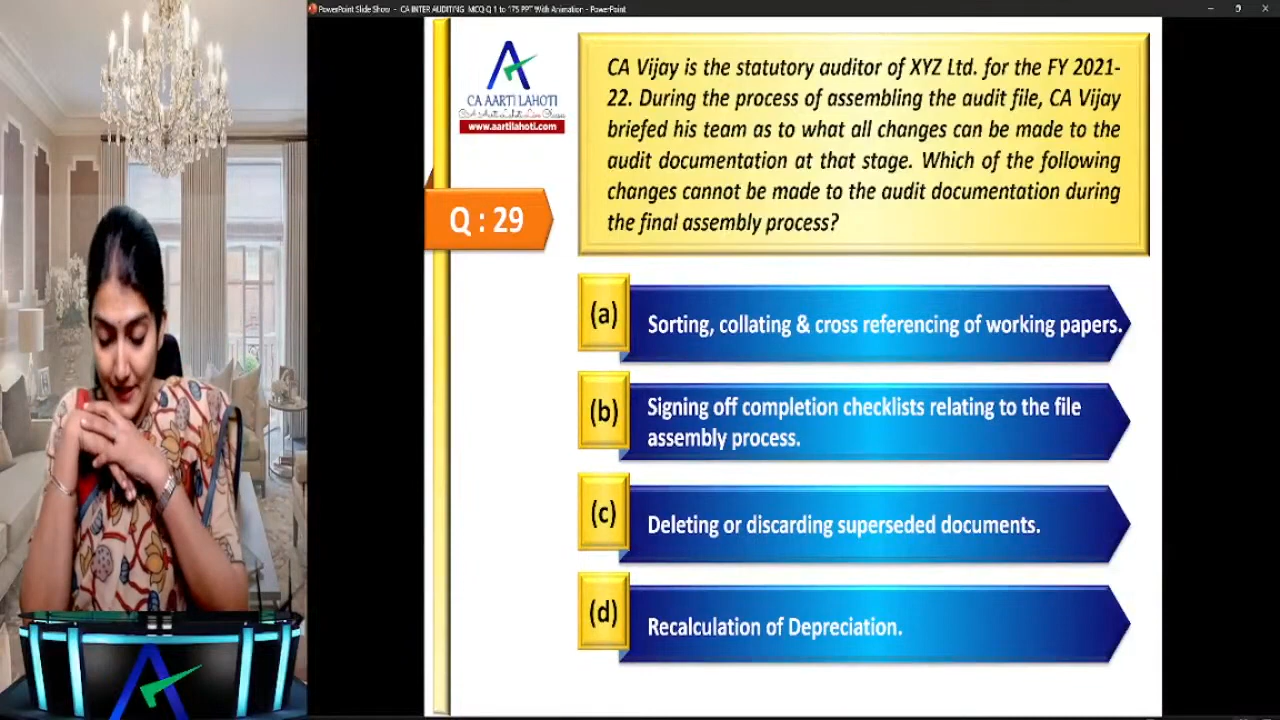 PowerPoint Slide Show - CA INTER AUDITING MCQ-Q 1 to 175 PPT With Animation - PowerPoint
CA AARTI LAHOTI
www.aartilahoti.com
Q : 29
CA Vijay is the statutory auditor of XYZ Ltd. for the FY 2021-
22. During the process of assembling the audit file, CA Vijay
briefed his team as to what all changes can be made to the
audit documentation at that stage. Which of the following
changes cannot be made to the audit documentation during
the final assembly process?
(a)
Sorting, collating & cross referencing of working papers.
(b)
Signing off completion checklists relating to the file
assembly process.
(c)
Deleting or discarding superseded documents.
(d)
Recalculation of Depreciation.